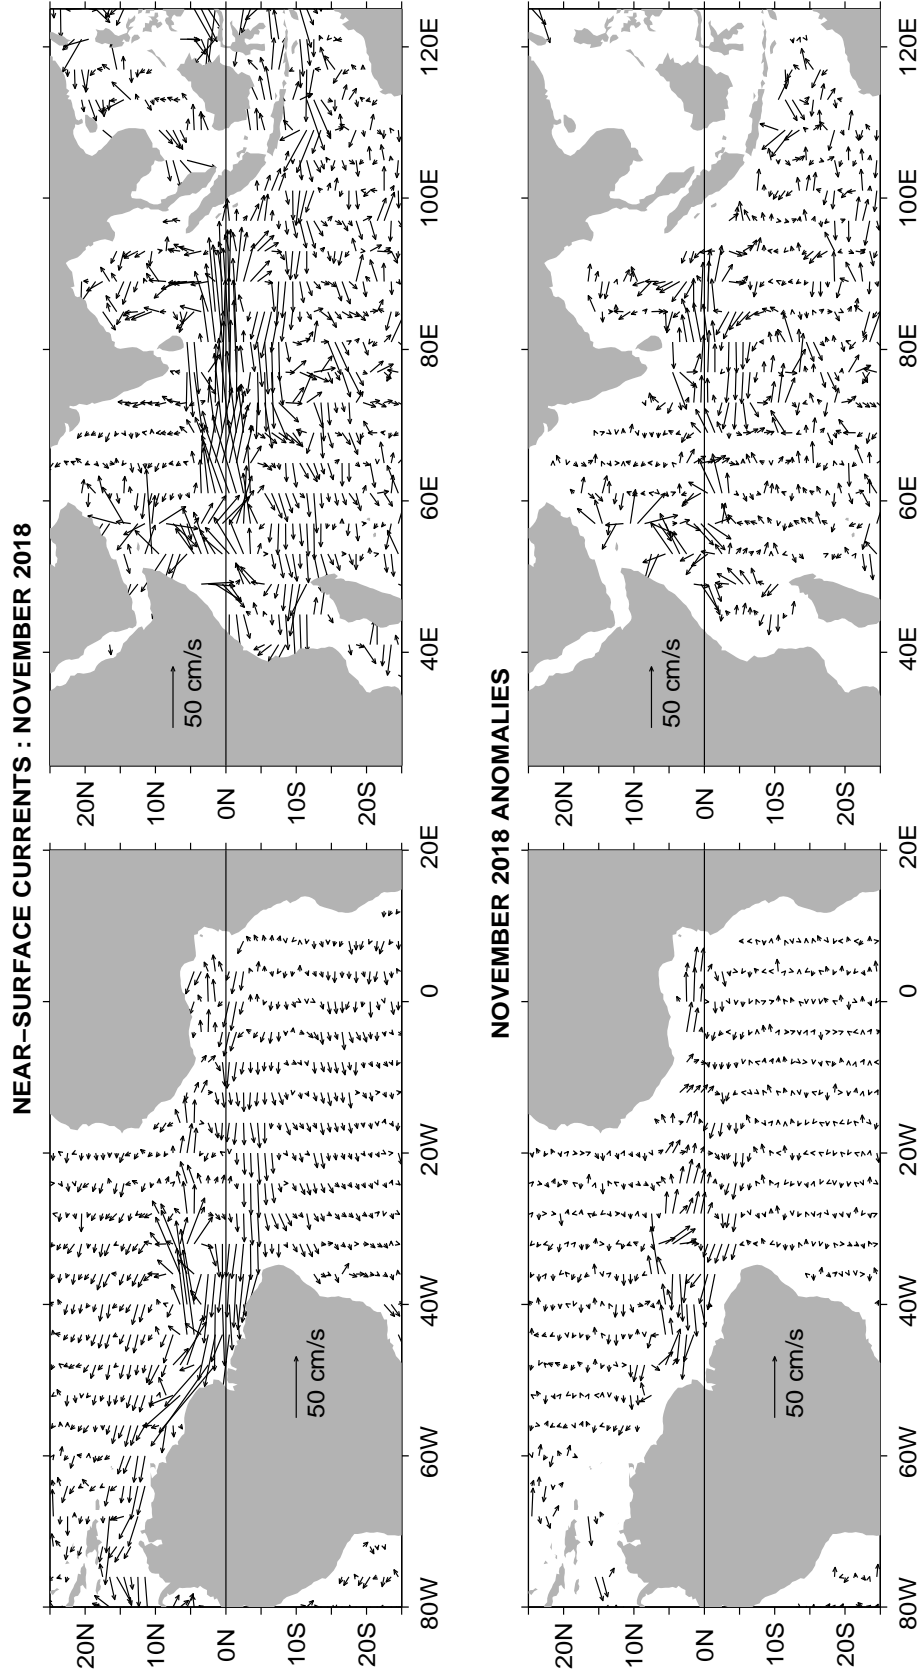 NEAR–SURFACE CURRENTS : NOVEMBER 2018
20N
10N
0N
10S
20S
50 cm/s
80W 60W 40W 20W 0 20E
20N
10N
0N
10S
20S
50 cm/s
40E 60E 80E 100E 120E
NOVEMBER 2018 ANOMALIES
20N
10N
0N
10S
20S
50 cm/s
80W 60W 40W 20W 0 20E
20N
10N
0N
10S
20S
50 cm/s
40E 60E 80E 100E 120E